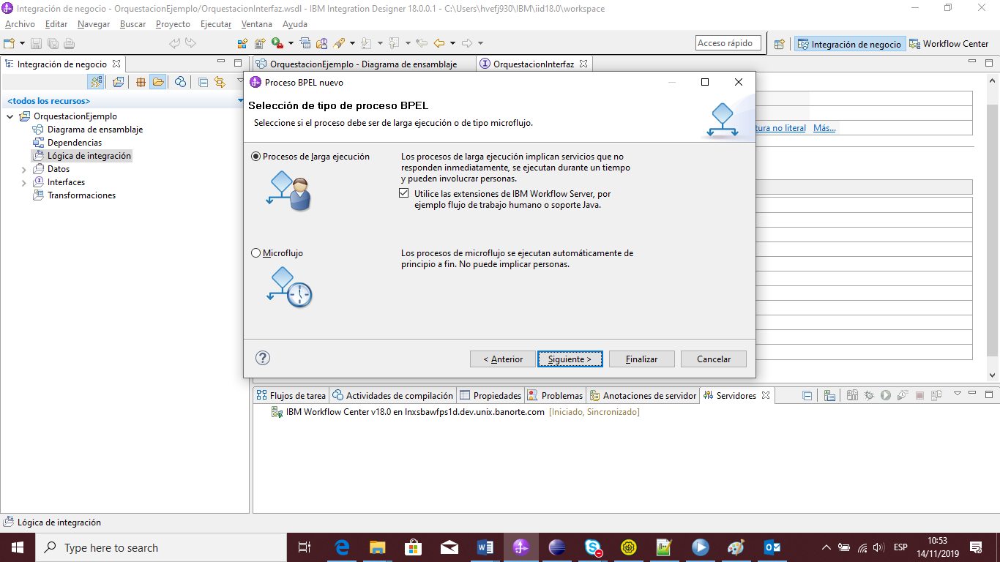 Integración de negocio - OrquestacionEjemplo/OrquestacionInterfaz.wsdl - IBM Integration Designer 18.0.0.1 - C:\Users\hvefj930\IBM\iid18.0\workspace
Archivo Editar Navegar Buscar Proyecto Ejecutar Ventana Ayuda
Acceso rápido Integración de negocio Workflow Center
Integración de negocio OrquestacionEjemplo - Diagrama de ensamblaje OrquestacionInterfaz
<todos los recursos>
OrquestacionEjemplo
Diagrama de ensamblaje
Dependencias
Lógica de integración
Datos
Interfaces
Transformaciones
Proceso BPEL nuevo
Selección de tipo de proceso BPEL
Seleccione si el proceso debe ser de larga ejecución o de tipo microflujo.
tura no literal Más...
Procesos de larga ejecución
Los procesos de larga ejecución implican servicios que no
responden inmediatamente, se ejecutan durante un tiempo
y pueden involucrar personas.
Utilice las extensiones de IBM Workflow Server, por
ejemplo flujo de trabajo humano o soporte Java.
Microflujo
Los procesos de microflujo se ejecutan automáticamente de
principio a fin. No puede implicar personas.
< Anterior Siguiente > Finalizar Cancelar
Flujos de tarea Actividades de compilación Propiedades Problemas Anotaciones de servidor Servidores
IBM Workflow Center v18.0 en lnxsbawfps1d.dev.unix.banorte.com [Iniciado, Sincronizado]
Lógica de integración
Type here to search
ESP
10:53
14/11/2019